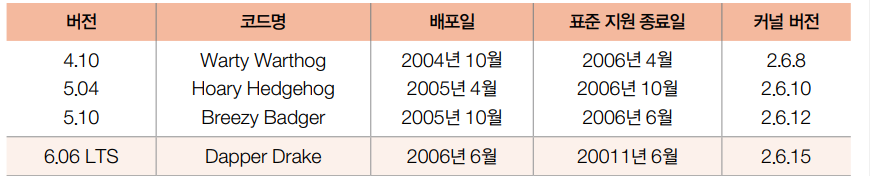 버전 코드명 배포일 표준 지원 종료일 커널 버전
4.10 Warty Warthog 2004년 10월 2006년 4월 2.6.8
5.04 Hoary Hedgehog 2005년 4월 2006년 10월 2.6.10
5.10 Breezy Badger 2005년 10월 2006년 6월 2.6.12
6.06 LTS Dapper Drake 2006년 6월 20011년 6월 2.6.15